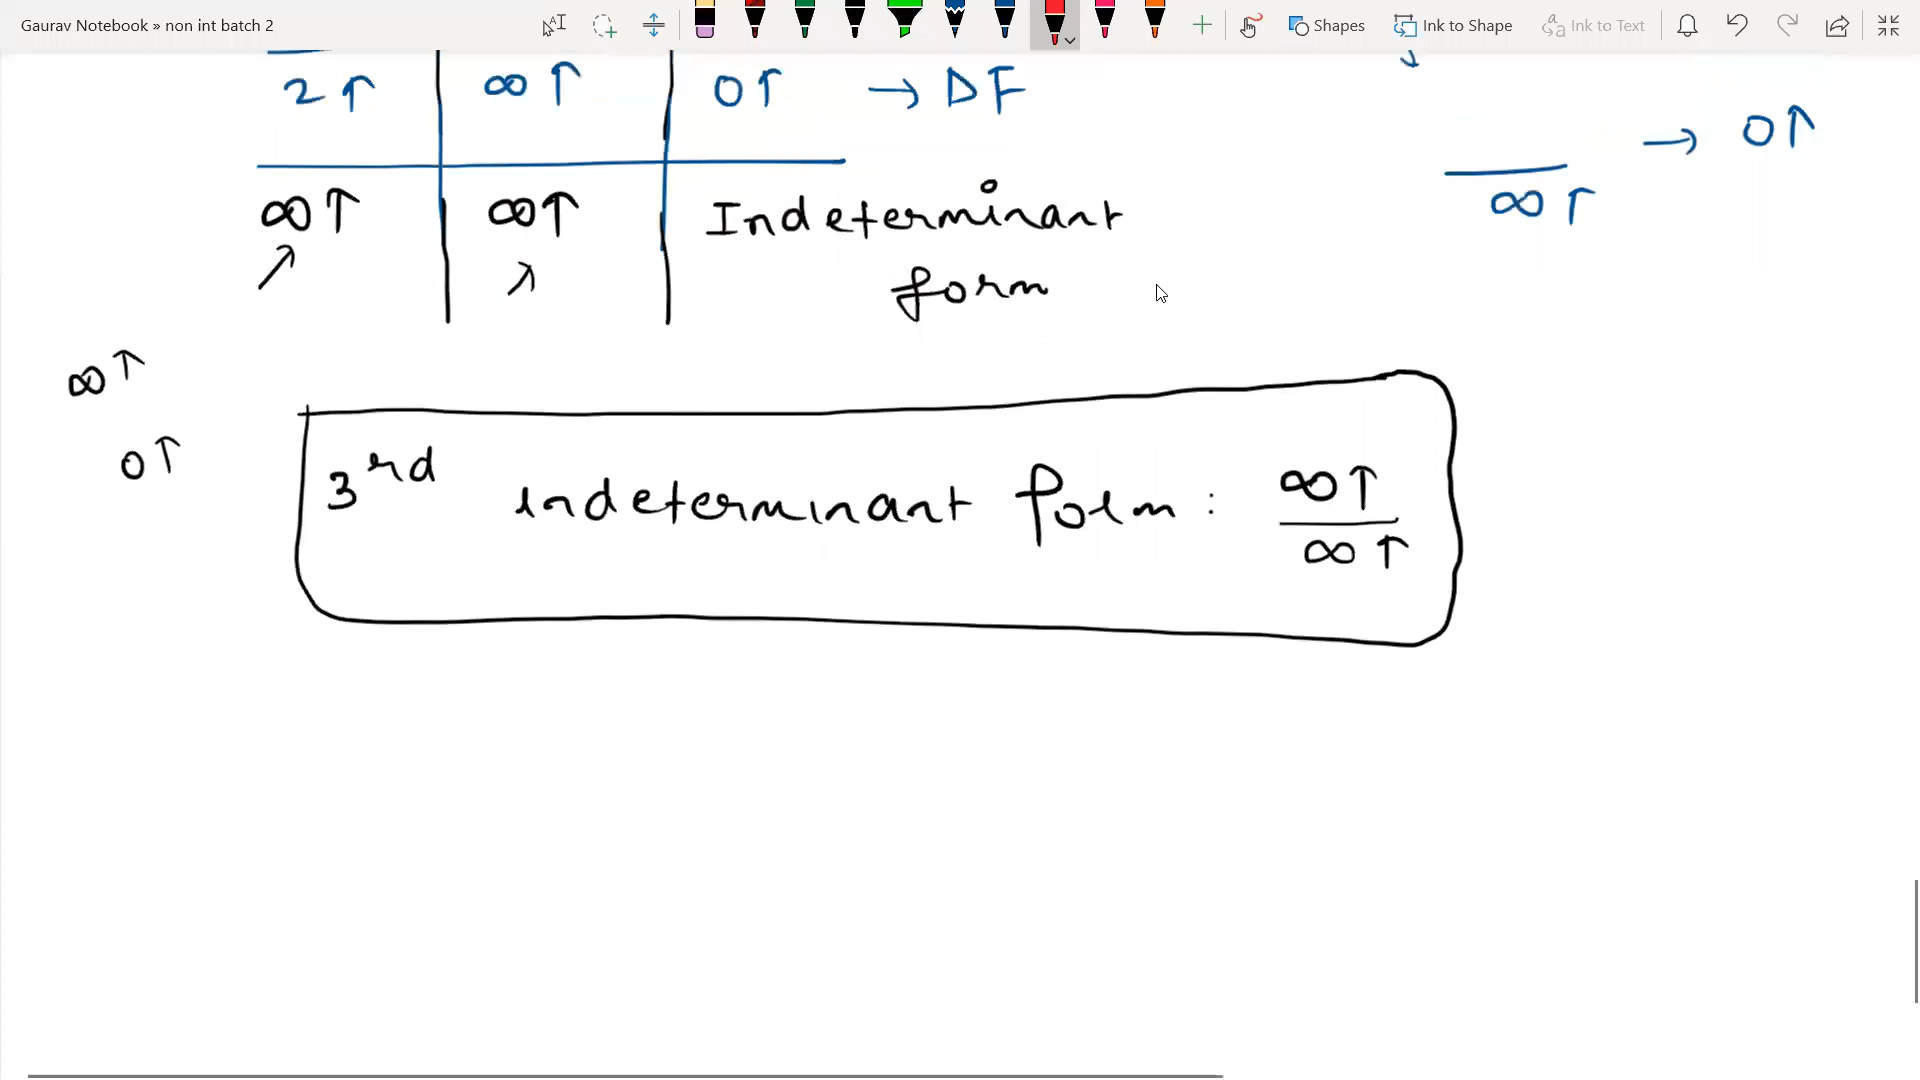 Gaurav Notebook » non int batch 2
Shapes
Ink to Shape
Ink to Text
2↑ ∞↑ 0↑ → DF
→ 0↑
∞↑
∞↑ ∞↑ Indeterminant
form
∞↑
0↑
3rd indeterminant form : ∞↑
∞↑